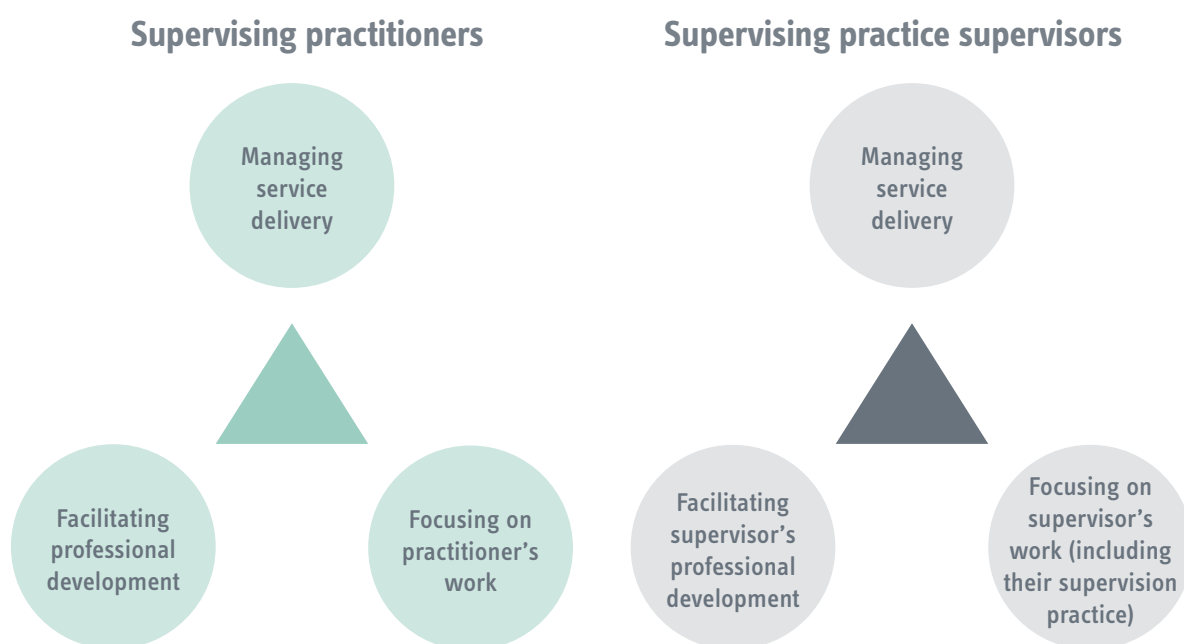 Supervising practitioners
Managing
service
delivery
Facilitating
professional
development
Focusing on
practitioner’s
work
Supervising practice supervisors
Managing
service
delivery
Facilitating
supervisor’s
professional
development
Focusing on
supervisor’s
work (including
their supervision
practice)